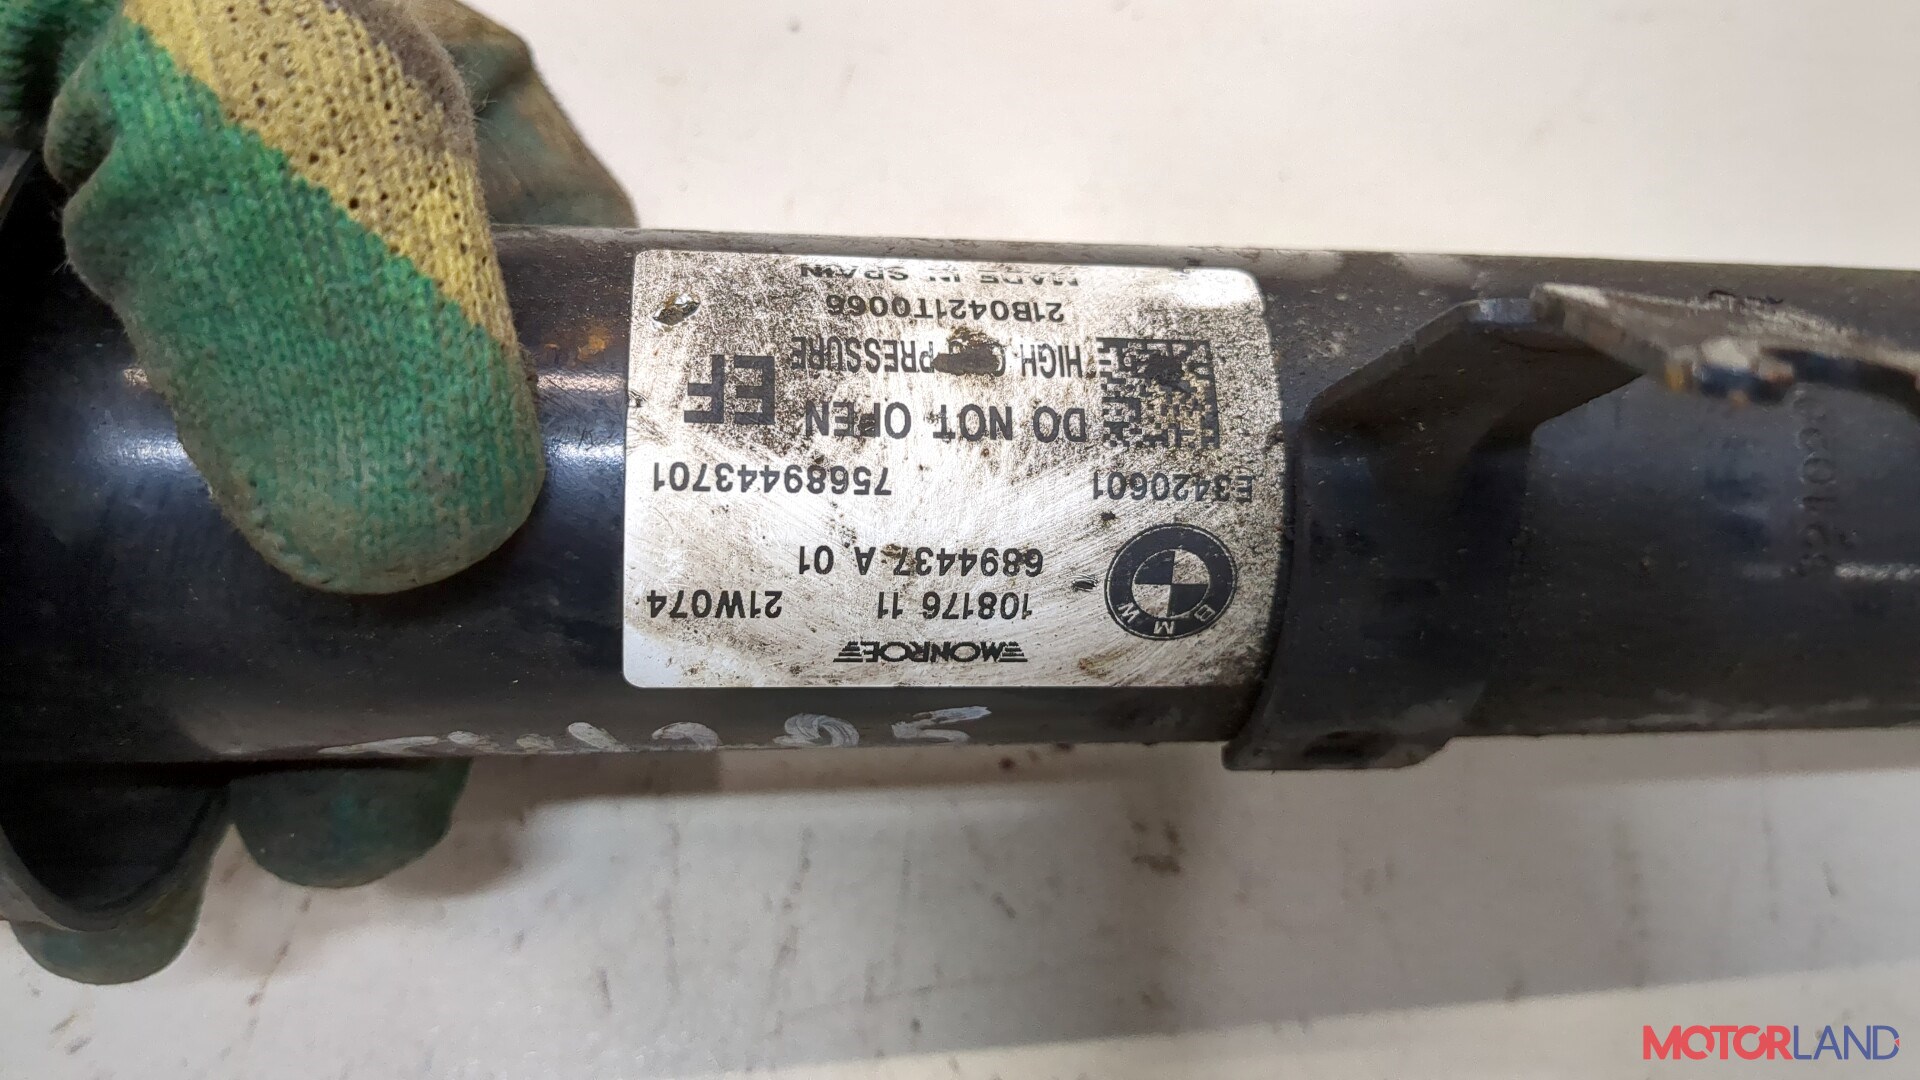 MONROE
108176 11 21W074
6894437 A 01
BMW
E3420601 75689443701
DO NOT OPEN EF
HIGH G PRESSURE
21B0421T0066
MADE IN SPAIN
MOTORLAND